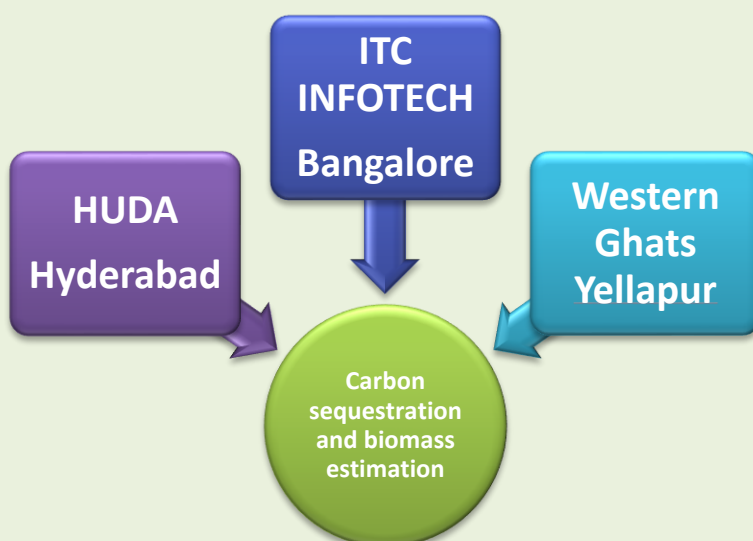 ITC
INFOTECH
Bangalore
HUDA
Hyderabad
Western
Ghats
Yellapur
Carbon
sequestration
and biomass
estimation